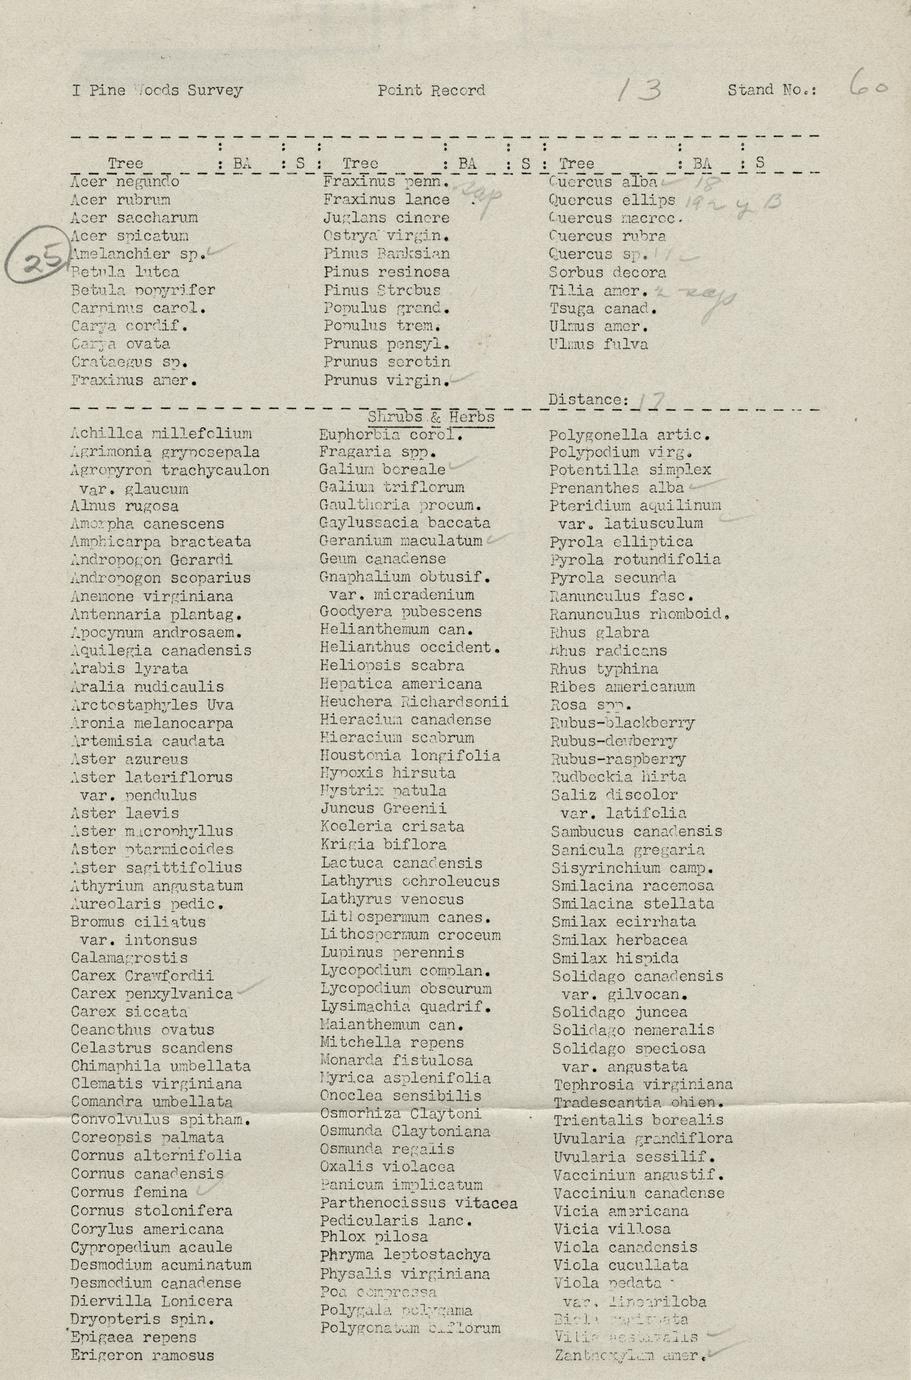 I Pine Woods Survey Point Record 13 Stand No.: 60
Tree : BA : S : Tree : BA : S : Tree : BA : S
Acer negundo
Acer rubrum
Acer saccharum
Acer spicatum
25 Amelanchier sp. ✓
Betula lutea
Betula popyrifer
Carpinus carol.
Carya cordif.
Carya ovata
Crataegus sp.
Fraxinus amer.
Fraxinus penn. sap
Fraxinus lance .
Juglans cinere
Ostrya virgin.
Pinus Banksian
Pinus resinosa
Pinus Strobus
Populus grand.
Populus trem.
Prunus pensyl.
Prunus serotin
Prunus virgin. ✓
Quercus alba ✓ 18
Quercus ellips 192 y B
Quercus macroc.
Quercus rubra
Quercus sp.
Sorbus decora
Tilia amer. 2 sap
Tsuga canad.
Ulmus amer.
Ulmus fulva
Distance: 17
Shrubs & Herbs
Achillea millefolium
Agrimonia grypcsepala
Agropyron trachycaulon
var. glaucum
Alnus rugosa
Amorpha canescens
Amphicarpa bracteata
Andropogon Gerardi
Andropogon scoparius
Anemone virginiana
Antennaria plantag.
Apocynum androsaem.
Aquilegia canadensis
Arabis lyrata
Aralia nudicaulis
Arctostaphyles Uva
Aronia melanocarpa
Artemisia caudata
Aster azureus
Aster lateriflorus
var. pendulus
Aster laevis
Aster macrophyllus
Aster ptarmicoides
Aster sagittifolius
Athyrium angustatum
Aureolaris pedic.
Bromus ciliatus
var. intonsus
Calamagrostis
Carex Crawfordii
Carex penxylvanica ✓
Carex siccata
Ceanothus ovatus
Celastrus scandens
Chimaphila umbellata
Clematis virginiana
Comandra umbellata
Convolvulus spitham.
Coreopsis palmata
Cornus alternifolia
Cornus canadensis
Cornus femina ✓
Cornus stolonifera
Corylus americana
Cypropedium acaule
Desmodium acuminatum
Desmodium canadense
Diervilla Lonicera
Dryopteris spin.
Epigaea repens
Erigeron ramosus
Euphorbia corol.
Fragaria spp.
Galium boreale ✓
Galium triflorum
Gaultheria procum.
Gaylussacia baccata
Geranium maculatum ✓
Geum canadense
Gnaphalium obtusif.
var. micradenium
Goodyera pubescens
Helianthemum can.
Helianthus occident.
Heliopsis scabra
Hepatica americana
Heuchera Richardsonii
Hieracium canadense
Hieracium scabrum
Houstonia longifolia
Hypoxis hirsuta
Hystrix patula
Juncus Greenii
Koeleria crisata
Krigia biflora
Lactuca canadensis
Lathyrus ochroleucus
Lathyrus venosus
Lithospermum canes.
Lithospermum croceum
Lupinus perennis
Lycopodium complan.
Lycopodium obscurum
Lysimachia quadrif.
Maianthemum can.
Mitchella repens
Monarda fistulosa
Myrica asplenifolia
Onoclea sensibilis
Osmorhiza Claytoni
Osmunda Claytoniana
Osmunda regalis
Oxalis violacea
Panicum implicatum
Parthenocissus vitacea
Pedicularis lanc.
Phlox pilosa
Phryma leptostachya
Physalis virginiana
Poa compressa
Polygala polygama
Polygonatum biflorum
Polygonella artic.
Polypodium virg.
Potentilla simplex
Prenanthes alba ✓
Pteridium aquilinum
var. latiusculum ✓
Pyrola elliptica
Pyrola rotundifolia
Pyrola secunda
Ranunculus fasc.
Ranunculus rhomboid.
Rhus glabra
Rhus radicans
Rhus typhina
Ribes americanum
Rosa spp.
Rubus-blackberry
Rubus-dewberry
Rubus-raspberry
Rudbeckia hirta
Saliz discolor
var. latifolia
Sambucus canadensis
Sanicula gregaria
Sisyrinchium camp.
Smilacina racemosa
Smilacina stellata
Smilax ecirrhata
Smilax herbacea
Smilax hispida
Solidago canadensis
var. gilvocan.
Solidago juncea
Solidago nemeralis
Solidago speciosa
var. angustata
Tephrosia virginiana
Tradescantia ohien.
Trientalis borealis
Uvularia grandiflora
Uvularia sessilif.
Vaccinium angustif.
Vaccinium canadense
Vicia americana
Vicia villosa
Viola canadensis
Viola cucullata
Viola pedata
var. lineariloba
Vitis aestivalis ✓
Zanthoxylum amer. ✓